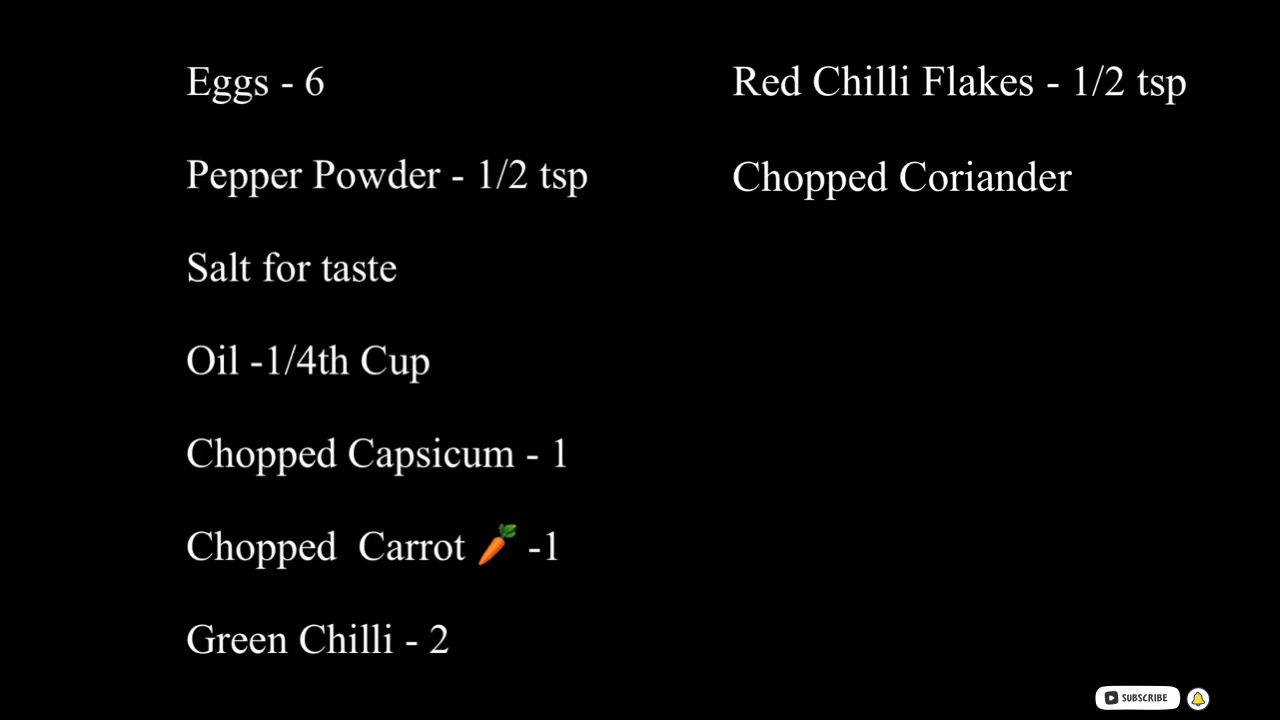 Eggs - 6
Pepper Powder - 1/2 tsp
Salt for taste
Oil -1/4th Cup
Chopped Capsicum - 1
Chopped  Carrot 🥕 -1
Green Chilli - 2
Red Chilli Flakes - 1/2 tsp
Chopped Coriander
SUBSCRIBE